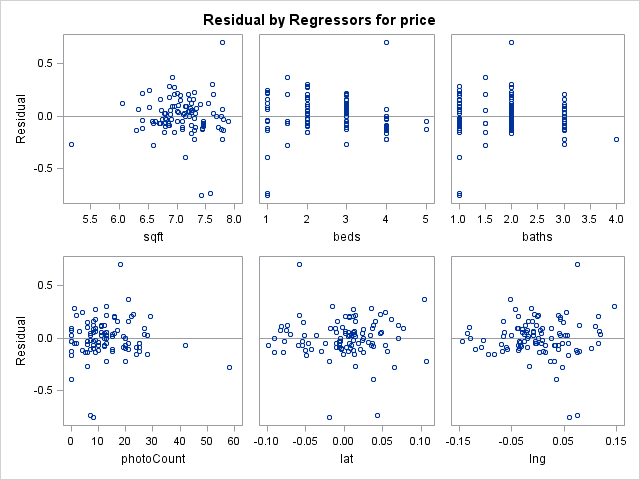 Residual by Regressors for price
Residual
0.5
0.0
-0.5
5.5 6.0 6.5 7.0 7.5 8.0
sqft
1 2 3 4 5
beds
1.0 1.5 2.0 2.5 3.0 3.5 4.0
baths
Residual
0.5
0.0
-0.5
0 10 20 30 40 50 60
photoCount
-0.10 -0.05 0.00 0.05 0.10
lat
-0.15 -0.05 0.05 0.15
lng